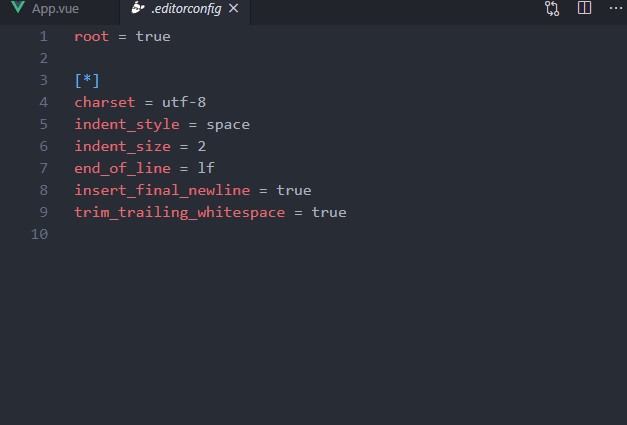 App.vue
.editorconfig
1 root = true
2
3 [*]
4 charset = utf-8
5 indent_style = space
6 indent_size = 2
7 end_of_line = lf
8 insert_final_newline = true
9 trim_trailing_whitespace = true
10